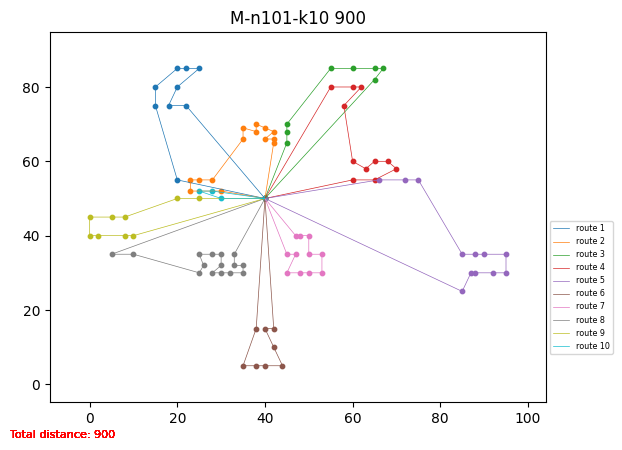 M-n101-k10 900
80
60
40
20
0
0
20
40
60
80
100
route 1
route 2
route 3
route 4
route 5
route 6
route 7
route 8
route 9
route 10
Total distance: 900